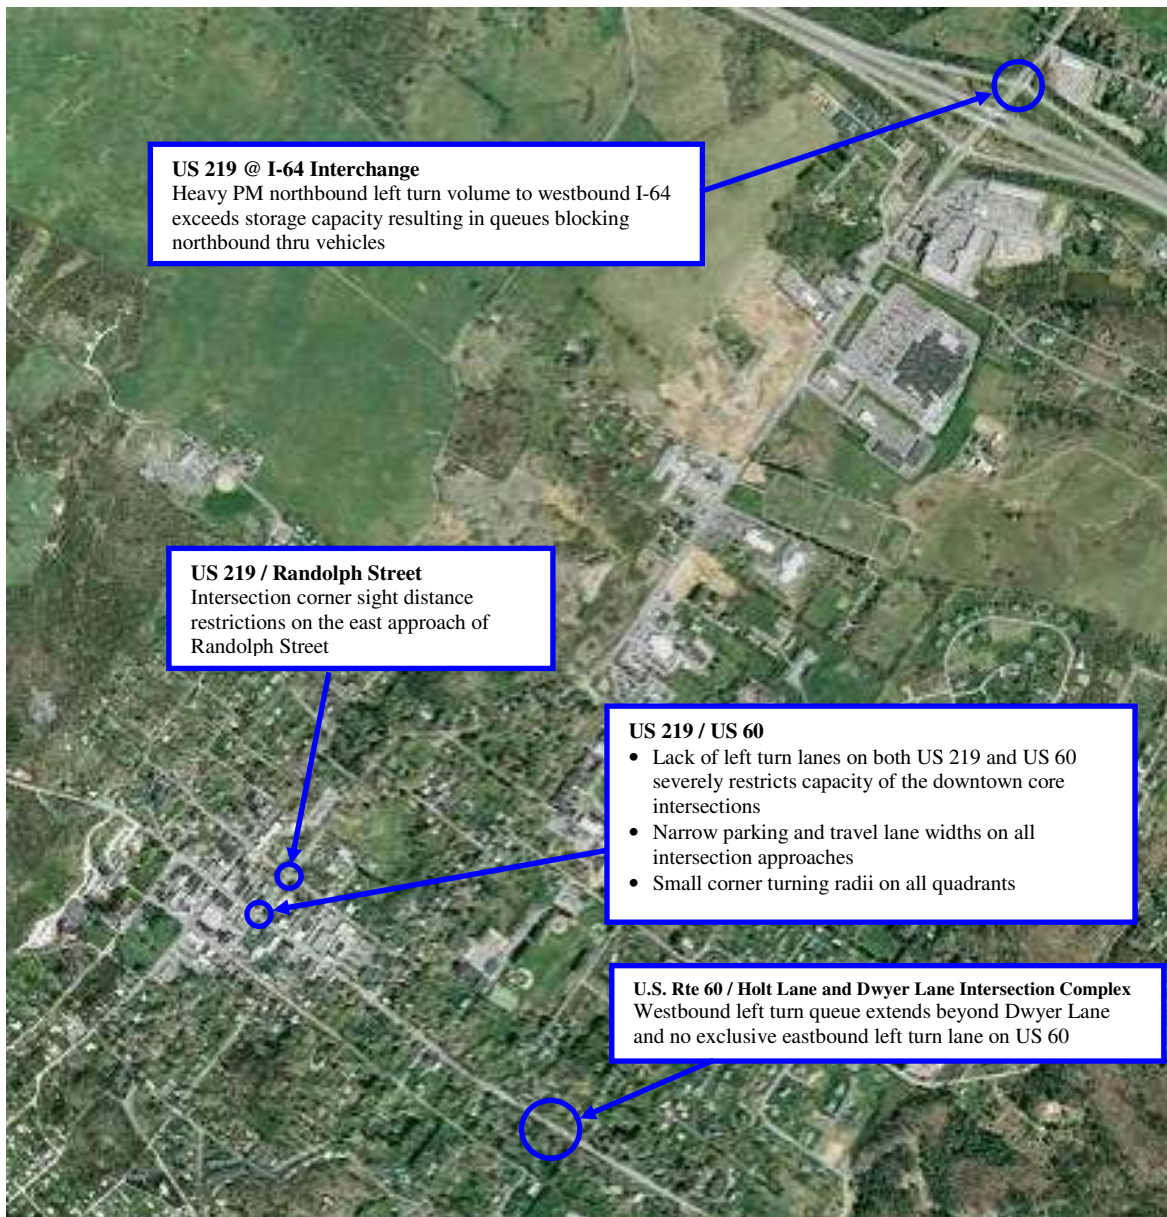 US 219 @ I-64 Interchange
Heavy PM northbound left turn volume to westbound I-64
exceeds storage capacity resulting in queues blocking
northbound thru vehicles
US 219 / Randolph Street
Intersection corner sight distance
restrictions on the east approach of
Randolph Street
US 219 / US 60
• Lack of left turn lanes on both US 219 and US 60
severely restricts capacity of the downtown core
intersections
• Narrow parking and travel lane widths on all
intersection approaches
• Small corner turning radii on all quadrants
U.S. Rte 60 / Holt Lane and Dwyer Lane Intersection Complex
Westbound left turn queue extends beyond Dwyer Lane
and no exclusive eastbound left turn lane on US 60